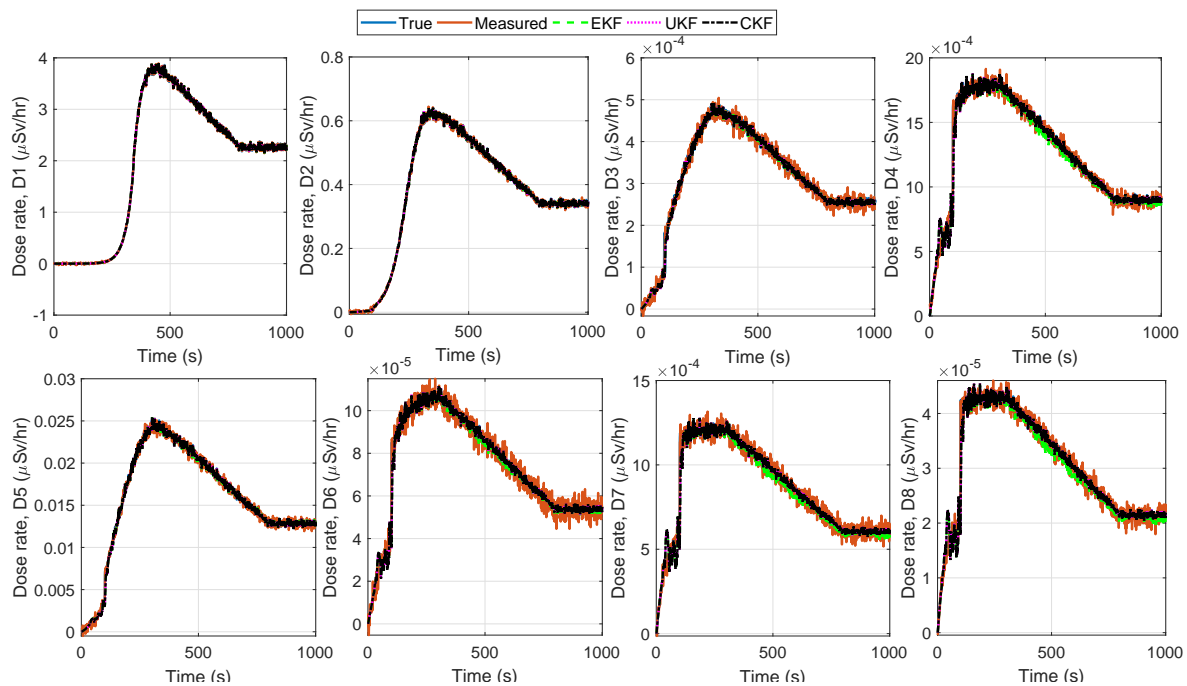 True Measured EKF UKF CKF
4
3
2
1
0
-1
0 500 1000
Time (s)
Dose rate, D1 (μSv/hr)
0.8
0.6
0.4
0.2
0
0 500 1000
Time (s)
Dose rate, D2 (μSv/hr)
×10⁻⁴
6
5
4
3
2
1
0
0 500 1000
Time (s)
Dose rate, D3 (μSv/hr)
×10⁻⁴
20
15
10
5
0
0 500 1000
Time (s)
Dose rate, D4 (μSv/hr)
0.03
0.025
0.02
0.015
0.01
0.005
0
0 500 1000
Time (s)
Dose rate, D5 (μSv/hr)
×10⁻⁵
10
8
6
4
2
0
0 500 1000
Time (s)
Dose rate, D6 (μSv/hr)
×10⁻⁴
15
10
5
0
0 500 1000
Time (s)
Dose rate, D7 (μSv/hr)
×10⁻⁵
4
3
2
1
0
0 500 1000
Time (s)
Dose rate, D8 (μSv/hr)